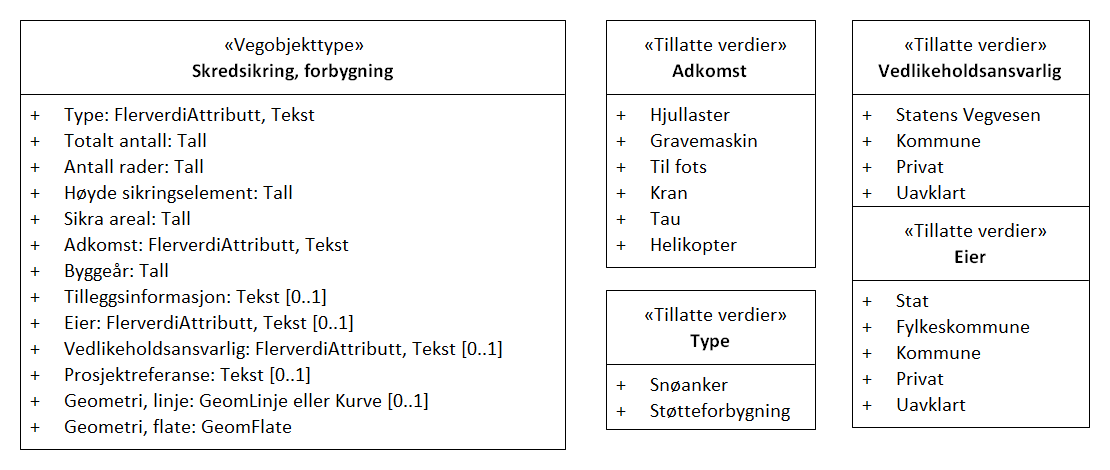 «Vegobjekttype»
Skredsikring, forbygning
+ Type: FlerverdiAttributt, Tekst
+ Totalt antall: Tall
+ Antall rader: Tall
+ Høyde sikringselement: Tall
+ Sikra areal: Tall
+ Adkomst: FlerverdiAttributt, Tekst
+ Byggeår: Tall
+ Tilleggsinformasjon: Tekst [0..1]
+ Eier: FlerverdiAttributt, Tekst [0..1]
+ Vedlikeholdsansvarlig: FlerverdiAttributt, Tekst [0..1]
+ Prosjektreferanse: Tekst [0..1]
+ Geometri, linje: GeomLinje eller Kurve [0..1]
+ Geometri, flate: GeomFlate
«Tillatte verdier»
Adkomst
+ Hjullaster
+ Gravemaskin
+ Til fots
+ Kran
+ Tau
+ Helikopter
«Tillatte verdier»
Type
+ Snøanker
+ Støtteforbygning
«Tillatte verdier»
Vedlikeholdsansvarlig
+ Statens Vegvesen
+ Kommune
+ Privat
+ Uavklart
«Tillatte verdier»
Eier
+ Stat
+ Fylkeskommune
+ Kommune
+ Privat
+ Uavklart